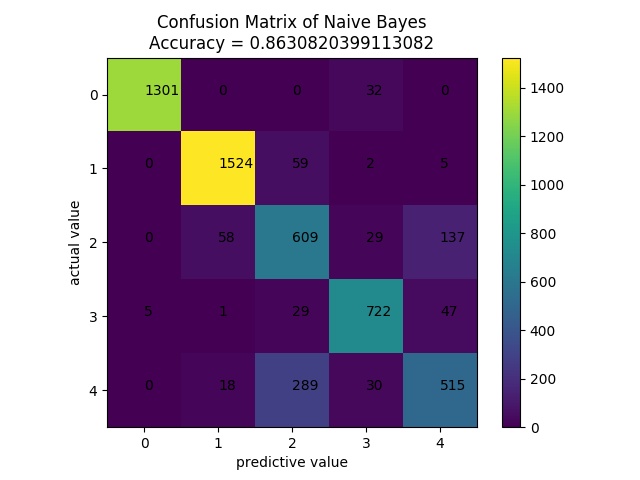 Confusion Matrix of Naive Bayes
Accuracy = 0.8630820399113082
0 1301 0 0 32 0
1 0 1524 59 2 5
2 0 58 609 29 137
3 5 1 29 722 47
4 0 18 289 30 515
0 1 2 3 4
actual value
predictive value
1400
1200
1000
800
600
400
200
0